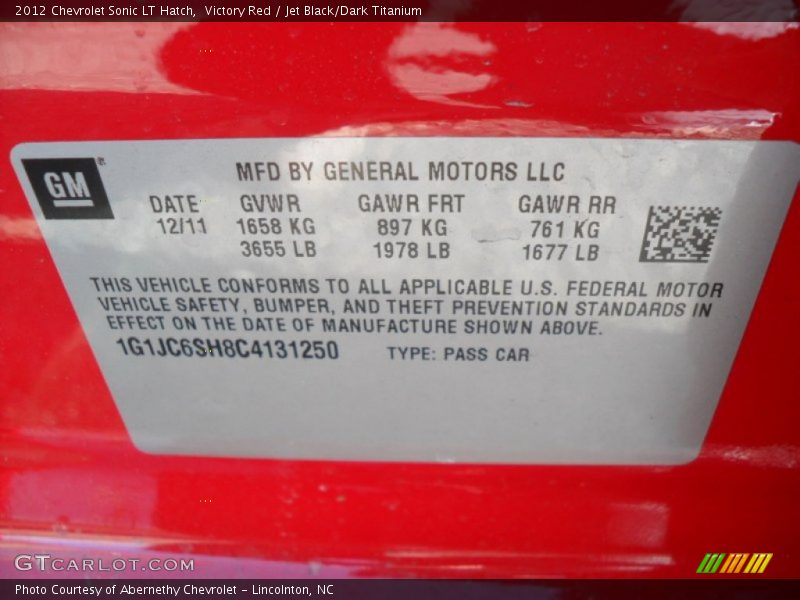 2012 Chevrolet Sonic LT Hatch, Victory Red / Jet Black/Dark Titanium
GM®
MFD BY GENERAL MOTORS LLC
DATE GVWR GAWR FRT GAWR RR
12/11 1658 KG 897 KG 761 KG
3655 LB 1978 LB 1677 LB
THIS VEHICLE CONFORMS TO ALL APPLICABLE U.S. FEDERAL MOTOR
VEHICLE SAFETY, BUMPER, AND THEFT PREVENTION STANDARDS IN
EFFECT ON THE DATE OF MANUFACTURE SHOWN ABOVE.
1G1JC6SH8C4131250 TYPE: PASS CAR
GTCARLOT.COM
Photo Courtesy of Abernethy Chevrolet - Lincolnton, NC